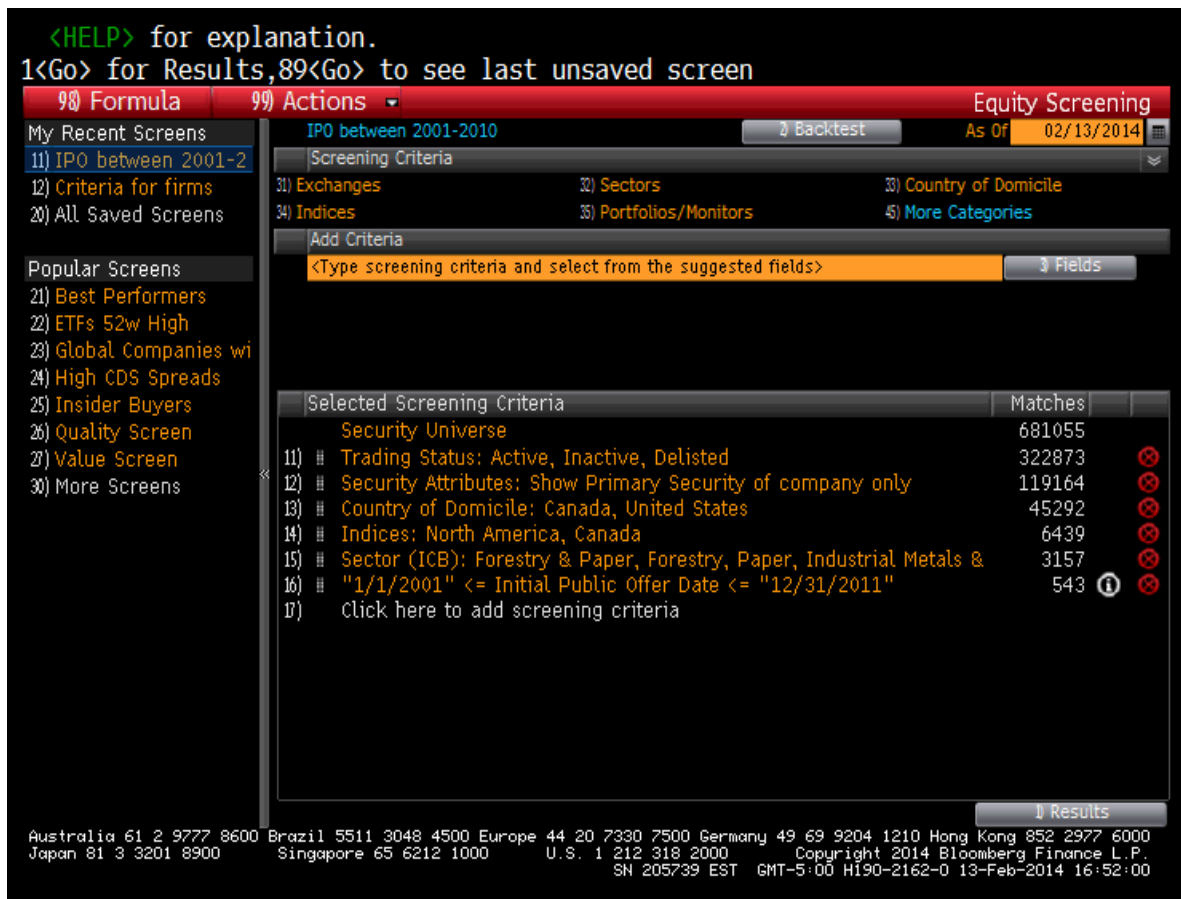 <HELP> for explanation.
1<Go> for Results,89<Go> to see last unsaved screen
98) Formula 99) Actions Equity Screening
My Recent Screens
11) IPO between 2001-2
12) Criteria for firms
20) All Saved Screens
Popular Screens
21) Best Performers
22) ETFs 52w High
23) Global Companies wi
24) High CDS Spreads
25) Insider Buyers
26) Quality Screen
27) Value Screen
30) More Screens
IPO between 2001-2010 2) Backtest As Of 02/13/2014
Screening Criteria
31) Exchanges 32) Sectors 33) Country of Domicile
34) Indices 35) Portfolios/Monitors 45) More Categories
Add Criteria
<Type screening criteria and select from the suggested fields> 3) Fields
Selected Screening Criteria Matches
Security Universe 681055
11) Trading Status: Active, Inactive, Delisted 322873
12) Security Attributes: Show Primary Security of company only 119164
13) Country of Domicile: Canada, United States 45292
14) Indices: North America, Canada 6439
15) Sector (ICB): Forestry & Paper, Forestry, Paper, Industrial Metals & 3157
16) "1/1/2001" <= Initial Public Offer Date <= "12/31/2011" 543
17) Click here to add screening criteria
1) Results
Australia 61 2 9777 8600 Brazil 5511 3048 4500 Europe 44 20 7330 7500 Germany 49 69 9204 1210 Hong Kong 852 2977 6000
Japan 81 3 3201 8900 Singapore 65 6212 1000 U.S. 1 212 318 2000 Copyright 2014 Bloomberg Finance L.P.
SN 205739 EST GMT-5:00 H190-2162-0 13-Feb-2014 16:52:00